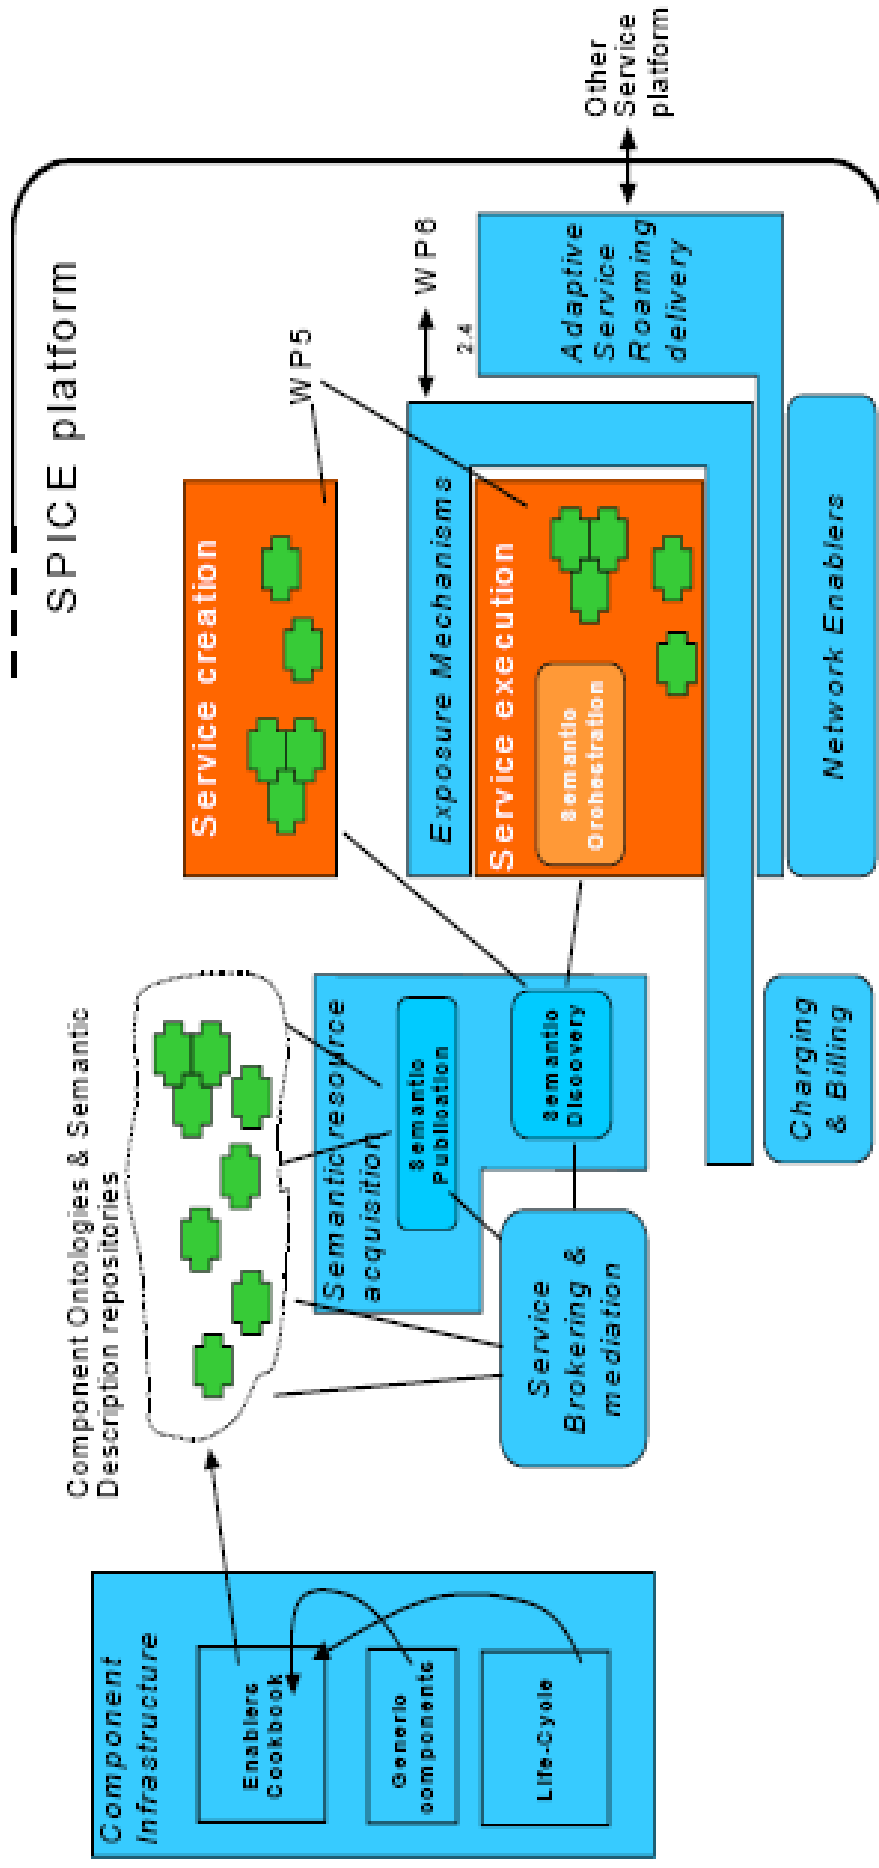 SPICE platform
Component Ontologies & Semantic
Description repositories
Component
Infrastructure
Enablers
Cookbook
Generic
components
Life-Cycle
Semantic resource
acquisition
Semantic
Publication
Semantic
Discovery
Service
Brokering &
mediation
Service creation
WP5
Exposure Mechanisms
WP6
2.4
Service execution
Semantic
Orchestration
Adaptive
Service
Roaming
delivery
Other
Service
platform
Charging
& Billing
Network Enablers